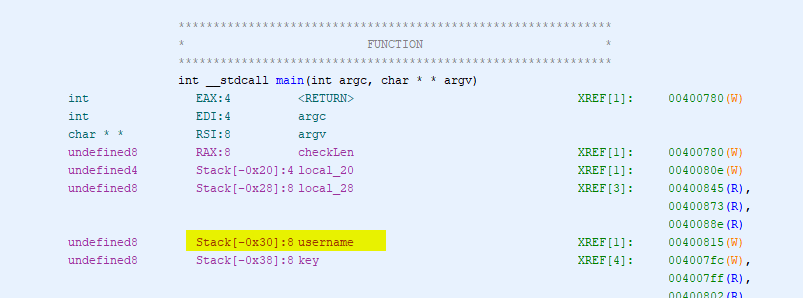 **************************************************************
* FUNCTION *
**************************************************************
int __stdcall main(int argc, char * * argv)
int EAX:4 <RETURN> XREF[1]: 00400780(W)
int EDI:4 argc
char * * RSI:8 argv
undefined8 RAX:8 checkLen XREF[1]: 00400780(W)
undefined4 Stack[-0x20]:4 local_20 XREF[1]: 0040080e(W)
undefined8 Stack[-0x28]:8 local_28 XREF[3]: 00400845(R),
00400873(R),
0040088e(R)
undefined8 Stack[-0x30]:8 username XREF[1]: 00400815(W)
undefined8 Stack[-0x38]:8 key XREF[4]: 004007fc(W),
004007ff(R),
00400802(R)